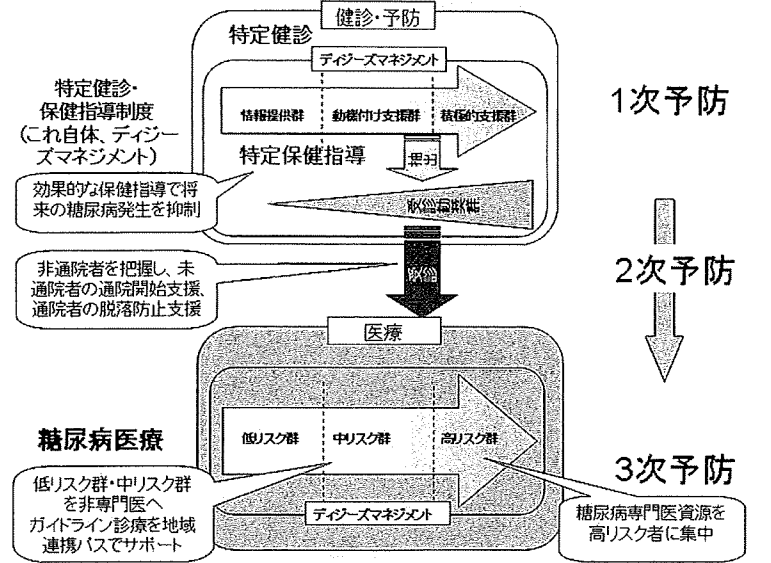 健診・予防
特定健診
ディジーズマネジメント
特定健診・
保健指導制度
(これ自体、ディジー
ズマネジメント)
情報提供群
動機付け支援群
積極的支援群
1次予防
特定保健指導
効果的な保健指導で将
来の糖尿病発生を抑制
受診勧奨群
非通院者を把握し、未
通院者の通院開始支援、
通院者の脱落防止支援
受診
2次予防
医療
糖尿病医療
低リスク群
中リスク群
高リスク群
3次予防
低リスク群・中リスク群
を非専門医へ
ガイドライン診療を地域
連携パスでサポート
ディジーズマネジメント
糖尿病専門医資源を
高リスク者に集中